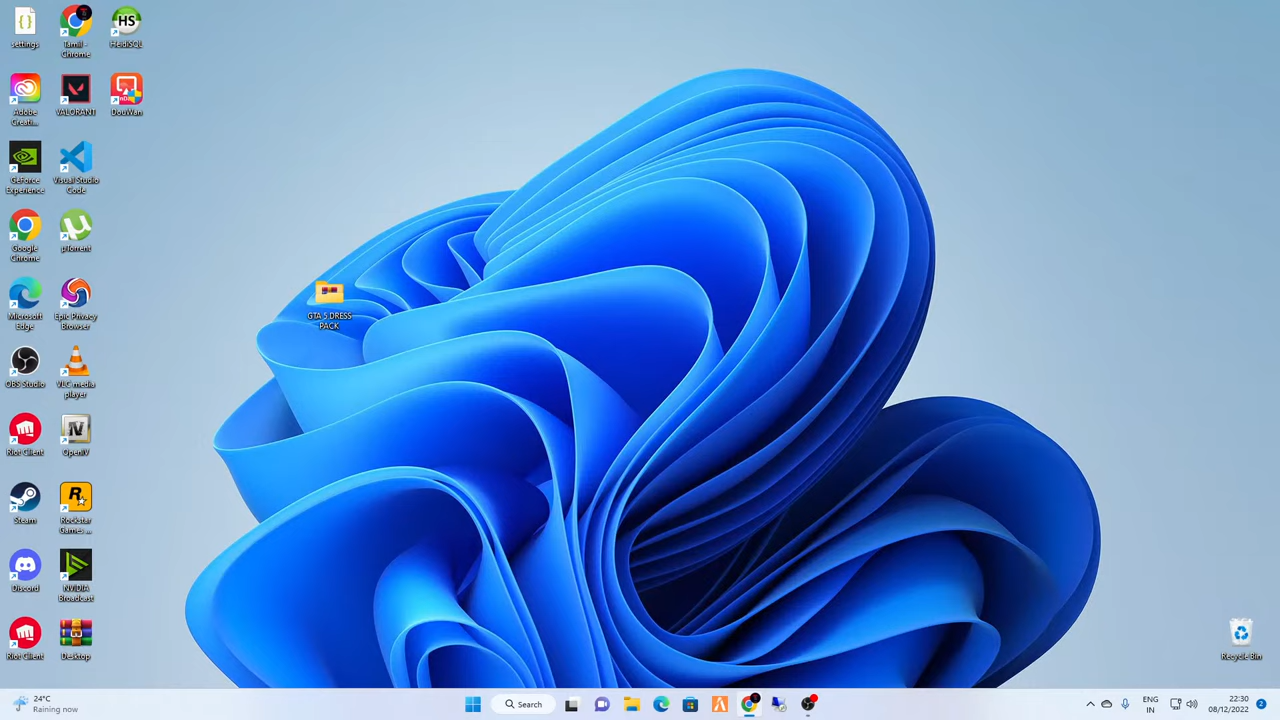 settings
Tamil -
Chrome
HS
HeidiSQL
Adobe
Creati...
VALORANT
DouWan
GeForce
Experience
Visual Studio
Code
Google
Chrome
µTorrent
Microsoft
Edge
Epic Privacy
Browser
GTA 5 DRESS
PACK
OBS Studio
VLC media
player
Riot Client
OpenIV
Steam
Rockstar
Games ...
Discord
NVIDIA
Broadcast
Riot Client
Desktop
Recycle Bin
24°C
Raining now
Search
ENG
IN
22:30
08/12/2022
2